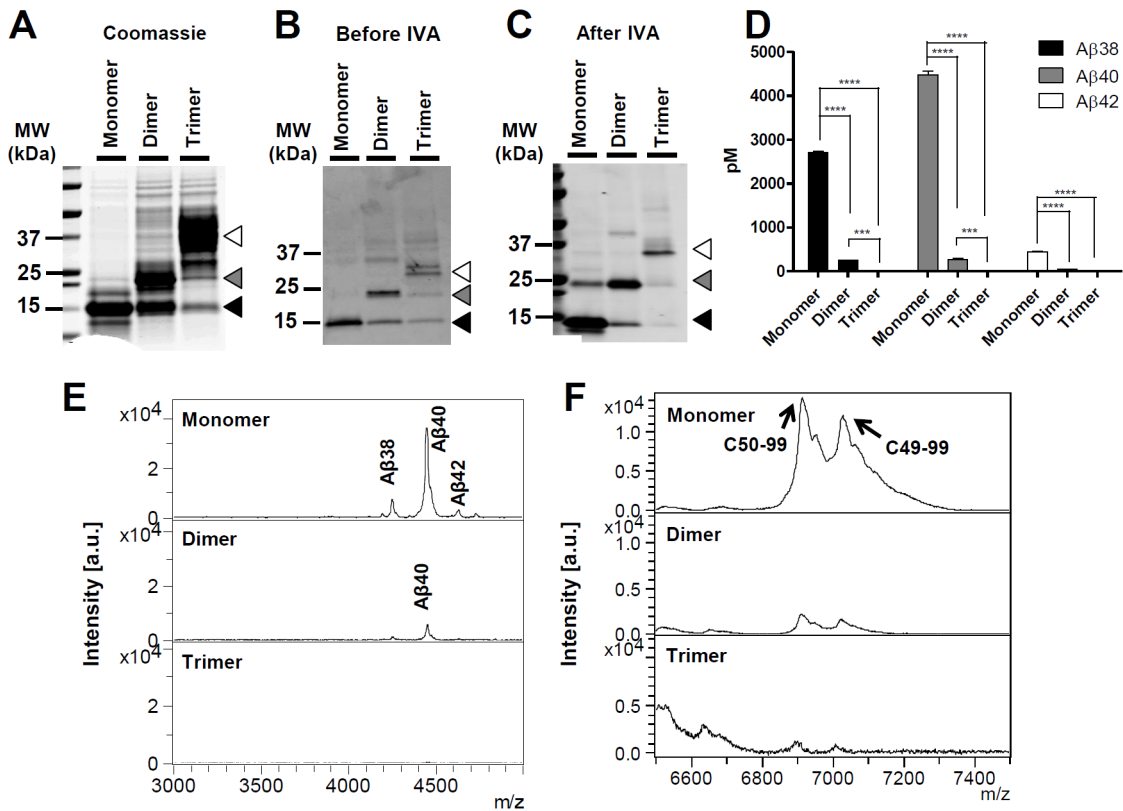 A
Coomassie
MW
(kDa)
Monomer
Dimer
Trimer
37
25
15
B
Before IVA
MW
(kDa)
Monomer
Dimer
Trimer
37
25
15
C
After IVA
MW
(kDa)
Monomer
Dimer
Trimer
37
25
15
D
pM
5000
4000
3000
2000
1000
0
****
****
***
****
****
***
****
****
Aβ38
Aβ40
Aβ42
Monomer
Dimer
Trimer
Monomer
Dimer
Trimer
Monomer
Dimer
Trimer
E
Intensity [a.u.]
x10⁴
Monomer
Aβ38
Aβ40
Aβ42
4
2
0
x10⁴
Dimer
Aβ40
4
2
0
x10⁴
Trimer
4
2
0
3000 4000 4500 m/z
F
Intensity [a.u.]
x10⁴
Monomer
C50-99
C49-99
1.0
0.5
0.0
x10⁴
Dimer
1.0
0.5
0.0
x10⁴
Trimer
1.0
0.5
0.0
6600 6800 7000 7200 7400
m/z